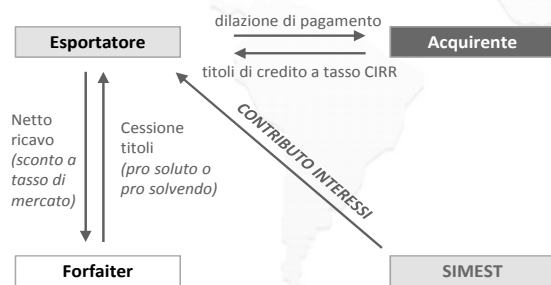 dilazione di pagamento
Esportatore
Acquirente
titoli di credito a tasso CIRR
Netto
ricavo
(sconto a
tasso di
mercato)
Cessione
titoli
(pro soluto o
pro solvendo)
CONTRIBUTO INTERESSI
Forfaiter
SIMEST